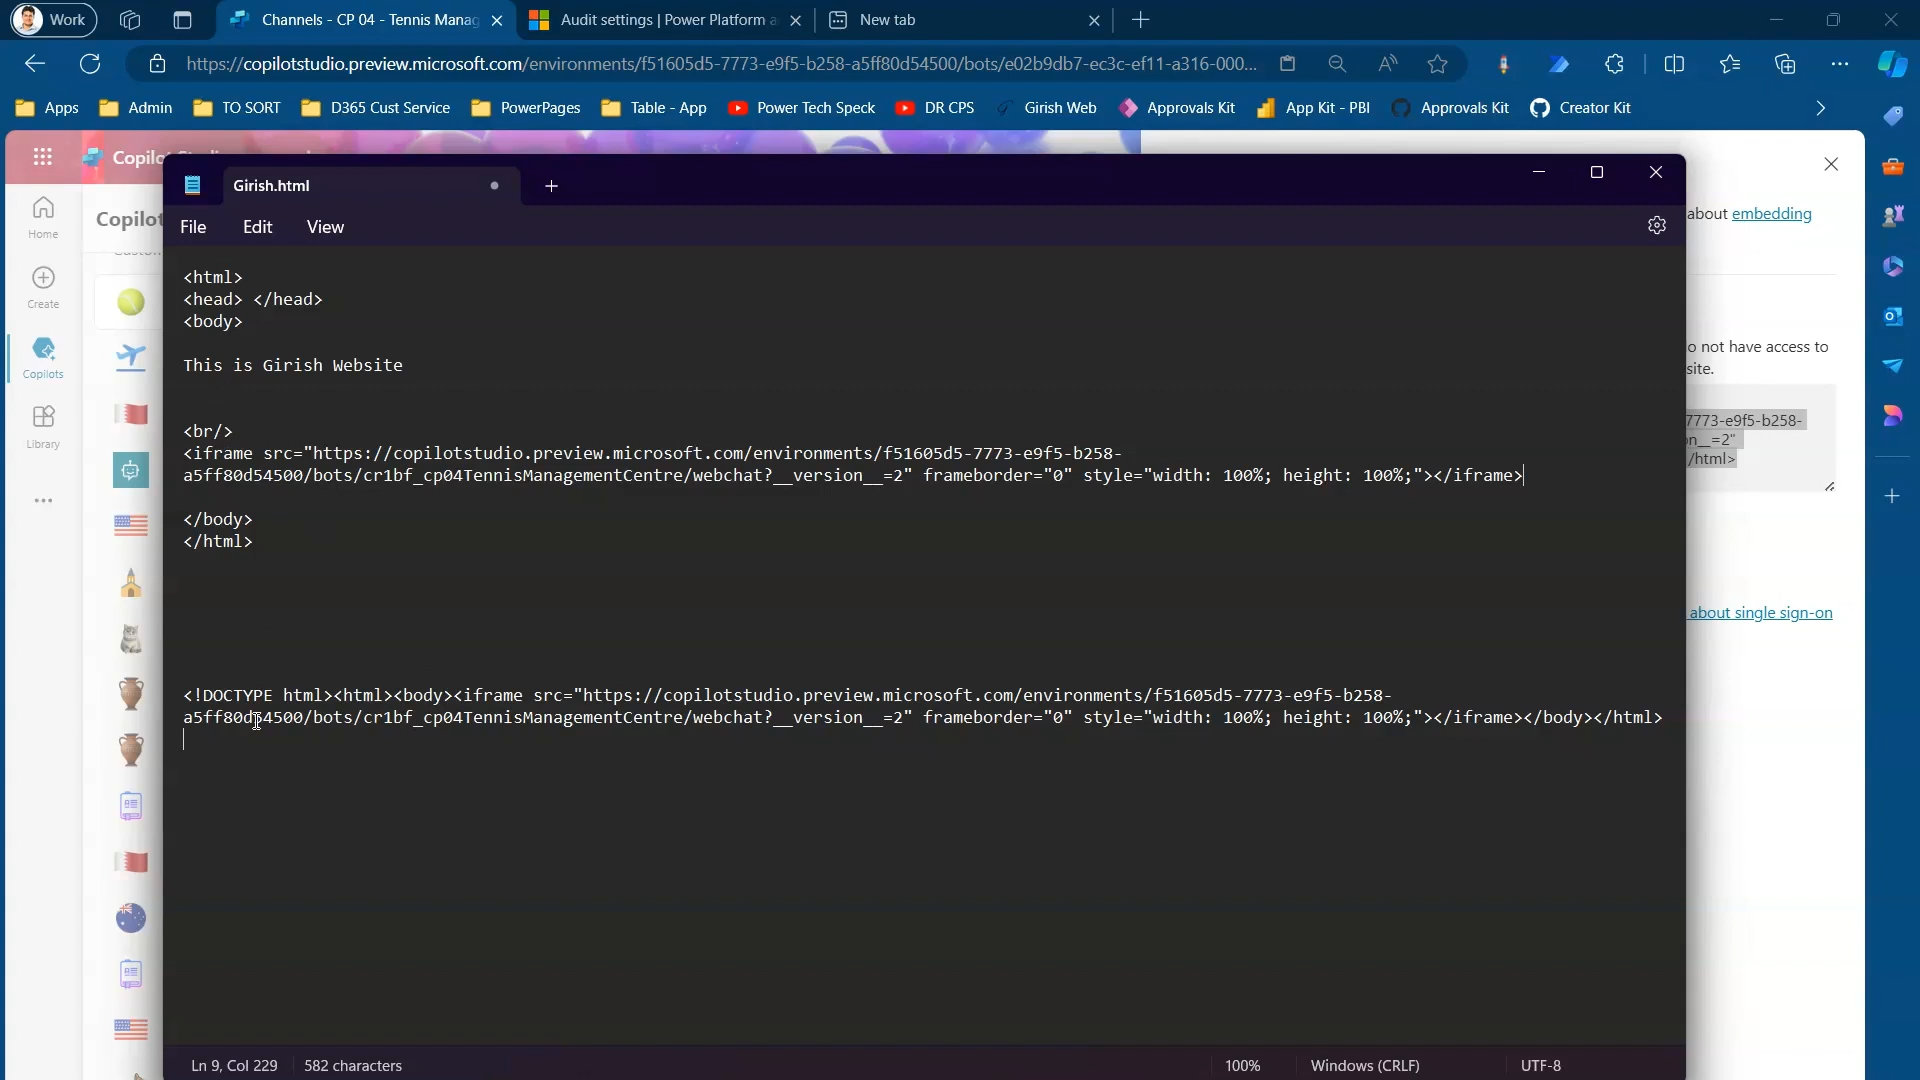 Work
Channels - CP 04 - Tennis Manag
Audit settings | Power Platform a
New tab
https://copilotstudio.preview.microsoft.com/environments/f51605d5-7773-e9f5-b258-a5ff80d54500/bots/e02b9db7-ec3c-ef11-a316-000...
Apps
Admin
TO SORT
D365 Cust Service
PowerPages
Table - App
Power Tech Speck
DR CPS
Girish Web
Approvals Kit
App Kit - PBI
Approvals Kit
Creator Kit
Girish.html
File
Edit
View
Copilot
Home
Create
Copilots
Library
about embedding
o not have access to
site.
7773-e9f5-b258-
on__=2"
/html>
about single sign-on
<html>
<head> </head>
<body>
This is Girish Website
<br/>
<iframe src="https://copilotstudio.preview.microsoft.com/environments/f51605d5-7773-e9f5-b258-
a5ff80d54500/bots/cr1bf_cp04TennisManagementCentre/webchat?__version__=2" frameborder="0" style="width: 100%; height: 100%;"></iframe>
</body>
</html>
<!DOCTYPE html><html><body><iframe src="https://copilotstudio.preview.microsoft.com/environments/f51605d5-7773-e9f5-b258-
a5ff80d54500/bots/cr1bf_cp04TennisManagementCentre/webchat?__version__=2" frameborder="0" style="width: 100%; height: 100%;"></iframe></body></html>
Ln 9, Col 229
582 characters
100%
Windows (CRLF)
UTF-8